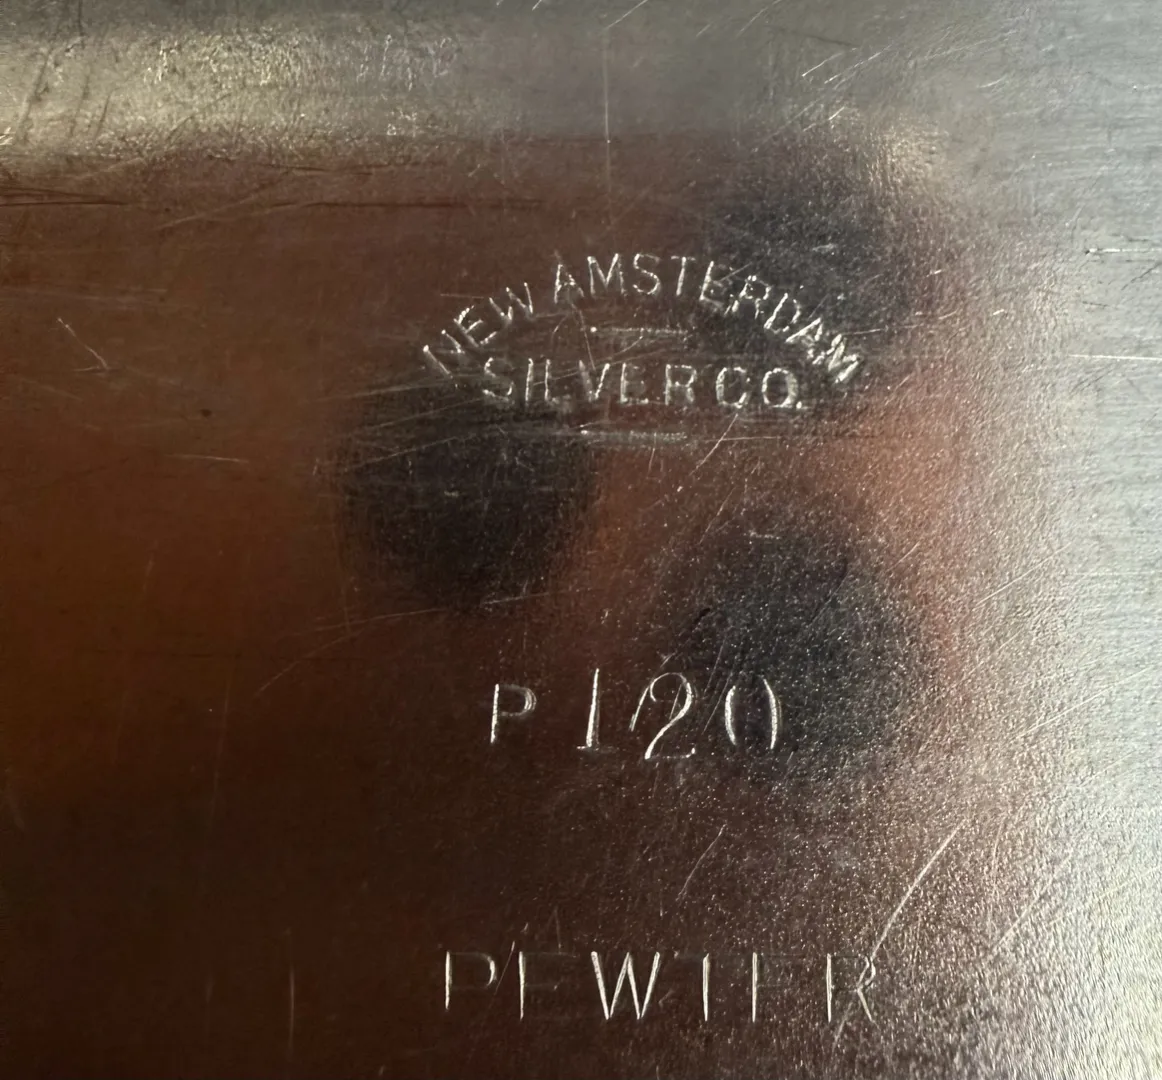 NEW AMSTERDAM
SILVER CO.
P 120
PEWTER